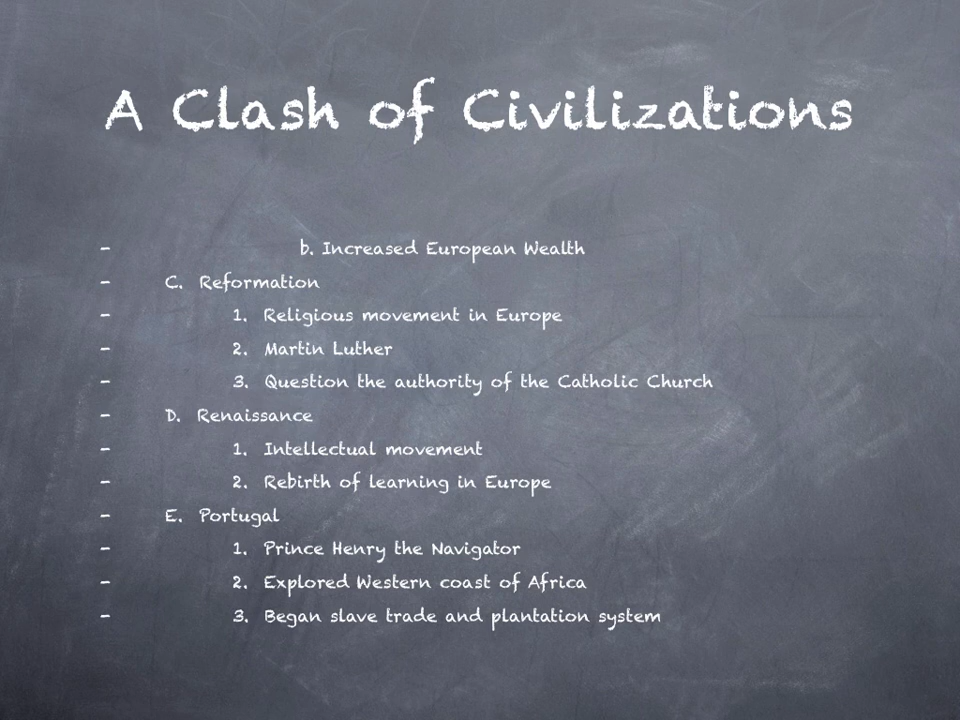 A Clash of Civilizations
- b. Increased European Wealth
- C. Reformation
- 1. Religious movement in Europe
- 2. Martin Luther
- 3. Question the authority of the Catholic Church
- D. Renaissance
- 1. Intellectual movement
- 2. Rebirth of learning in Europe
- E. Portugal
- 1. Prince Henry the Navigator
- 2. Explored Western coast of Africa
- 3. Began slave trade and plantation system